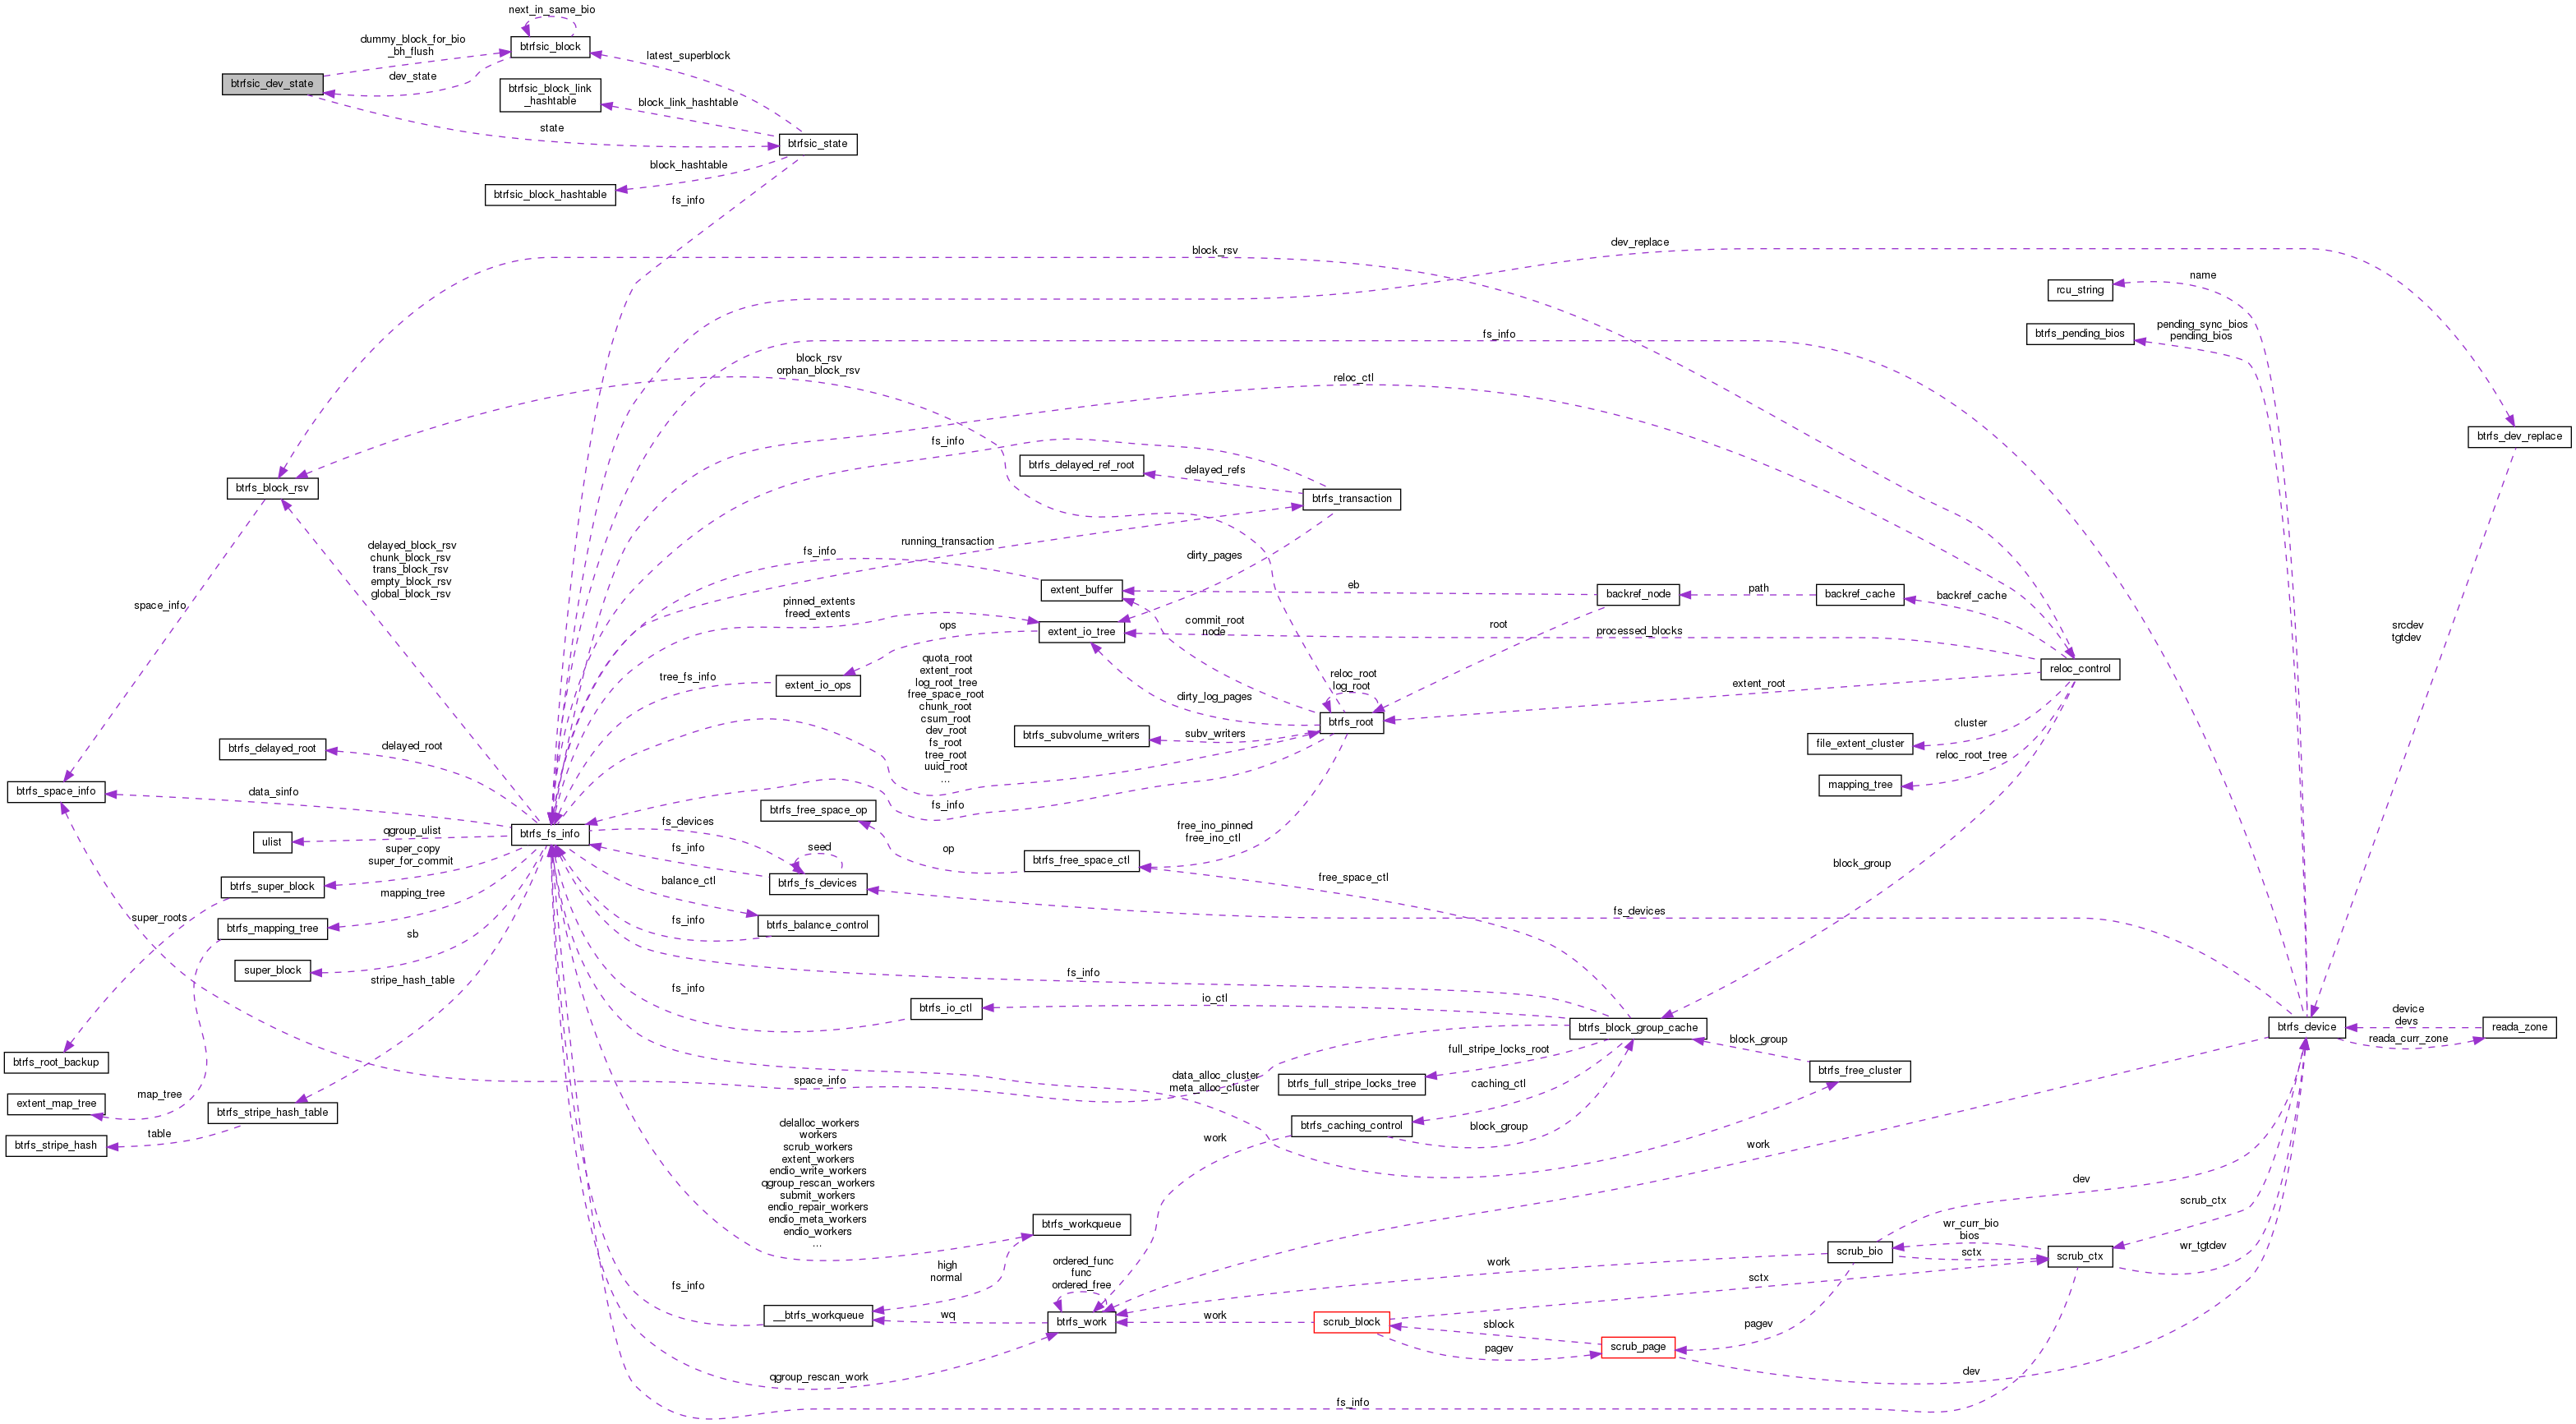 next_in_same_bio
dummy_block_for_bio
_bh_flush
btrfsic_block
latest_superblock
btrfsic_dev_state
dev_state
btrfsic_block_link
_hashtable
block_link_hashtable
state
btrfsic_state
block_hashtable
btrfsic_block_hashtable
fs_info
dev_replace
block_rsv
name
rcu_string
pending_sync_bios
pending_bios
btrfs_pending_bios
fs_info
block_rsv
orphan_block_rsv
reloc_ctl
btrfs_dev_replace
fs_info
btrfs_delayed_ref_root
delayed_refs
btrfs_block_rsv
btrfs_transaction
running_transaction
delayed_block_rsv
chunk_block_rsv
trans_block_rsv
empty_block_rsv
global_block_rsv
fs_info
dirty_pages
extent_buffer
eb
backref_node
path
backref_cache
backref_cache
space_info
pinned_extents
freed_extents
ops
extent_io_tree
commit_root
node
root
processed_blocks
srcdev
tgtdev
reloc_control
tree_fs_info
extent_io_ops
quota_root
extent_root
log_root_tree
free_space_root
chunk_root
csum_root
dev_root
fs_root
tree_root
uuid_root
...
dirty_log_pages
reloc_root
log_root
extent_root
btrfs_root
btrfs_subvolume_writers
subv_writers
cluster
file_extent_cluster
btrfs_delayed_root
delayed_root
reloc_root_tree
mapping_tree
btrfs_space_info
data_sinfo
fs_info
btrfs_free_space_op
btrfs_fs_info
fs_devices
free_ino_pinned
free_ino_ctl
ulist
qgroup_ulist
super_copy
super_for_commit
fs_info
seed
op
btrfs_free_space_ctl
block_group
btrfs_super_block
mapping_tree
balance_ctl
btrfs_fs_devices
free_space_ctl
super_roots
btrfs_mapping_tree
sb
fs_info
btrfs_balance_control
fs_devices
super_block
stripe_hash_table
fs_info
fs_info
btrfs_io_ctl
io_ctl
btrfs_block_group_cache
btrfs_device
device
devs
reada_curr_zone
reada_zone
btrfs_root_backup
full_stripe_locks_root
block_group
btrfs_free_cluster
data_alloc_cluster
meta_alloc_cluster
space_info
btrfs_full_stripe_locks_tree
caching_ctl
extent_map_tree
map_tree
btrfs_stripe_hash_table
btrfs_caching_control
block_group
btrfs_stripe_hash
table
work
work
delalloc_workers
workers
scrub_workers
extent_workers
endio_write_workers
qgroup_rescan_workers
submit_workers
endio_repair_workers
endio_meta_workers
endio_workers
...
dev
scrub_ctx
btrfs_workqueue
wr_curr_bio
bios
scrub_bio
sctx
scrub_ctx
wr_tgtdev
high
normal
ordered_func
func
ordered_free
work
sctx
fs_info
__btrfs_workqueue
wq
btrfs_work
work
scrub_block
sblock
pagev
pagev
scrub_page
dev
qgroup_rescan_work
fs_info